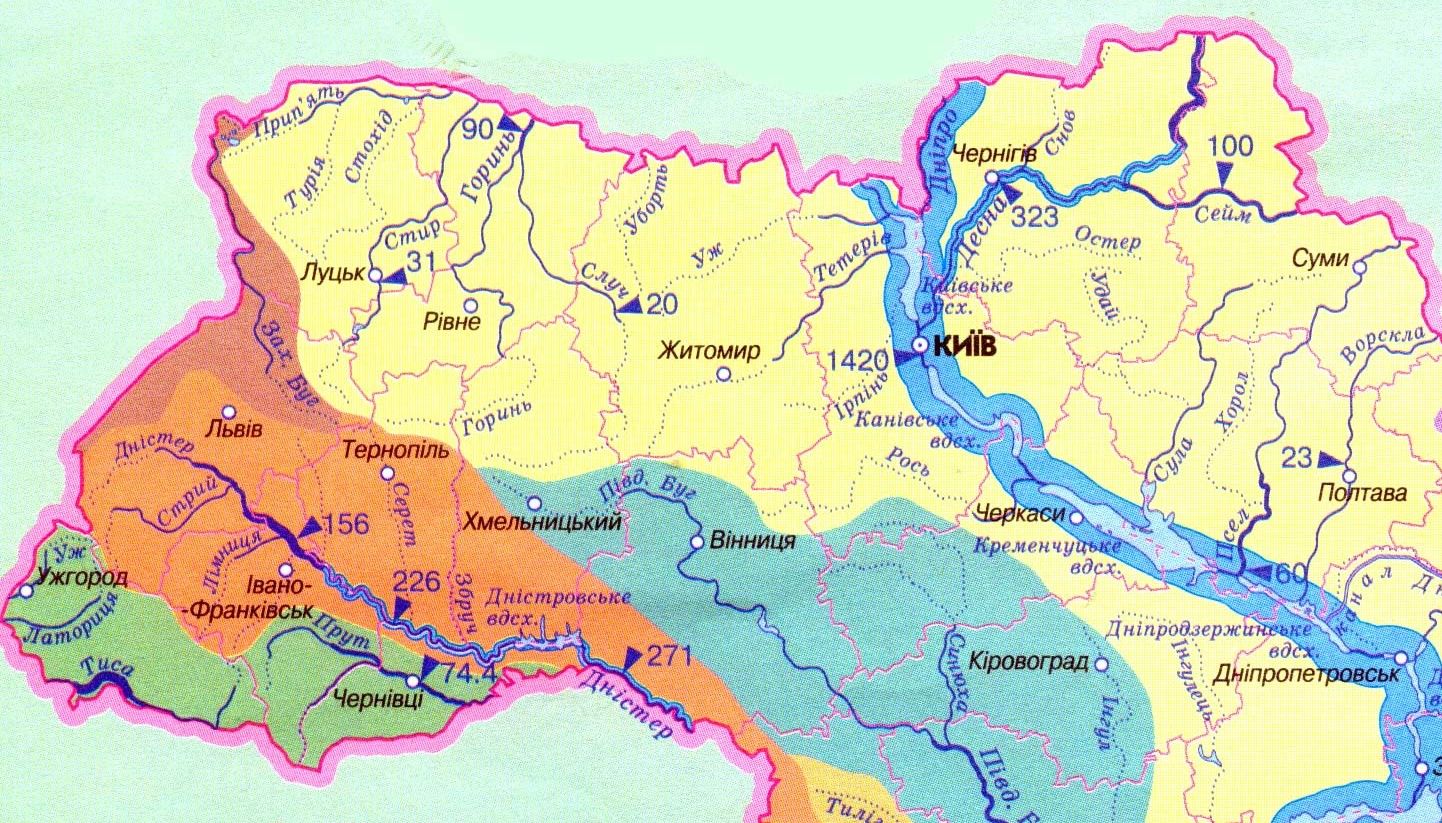 Прип'ять
90
Турія
Стохід
Горинь
Уборть
Дніпро
Чернігів
Снов
100
323
Десна
Сейм
Стир
31
Луцьк
Рівне
Случ
20
Уж
Тетерів
Київське
вдсх.
Остер
Удай
Суми
Ворскла
Житомир
1420
КИЇВ
Ірпінь
Канівське
вдсх.
Зах. Буг
Горинь
Львів
Дністер
Стрий
Тернопіль
Серет
Хмельницький
Півд. Буг
Вінниця
Рось
Черкаси
Кременчуцьке
вдсх.
Сула
Хорол
23
Полтава
Псел
60
156
Лімниця
Івано-
-Франківськ
226
Збруч
Дністровське
вдсх.
271
Дністер
Уж
Ужгород
Латориця
Тиса
Прут
74.4
Чернівці
Синюха
Кіровоград
Інгул
Інгулець
Дніпродзержинське
вдсх.
Дніпропетровськ
канал
Півд. Б
Тиліг